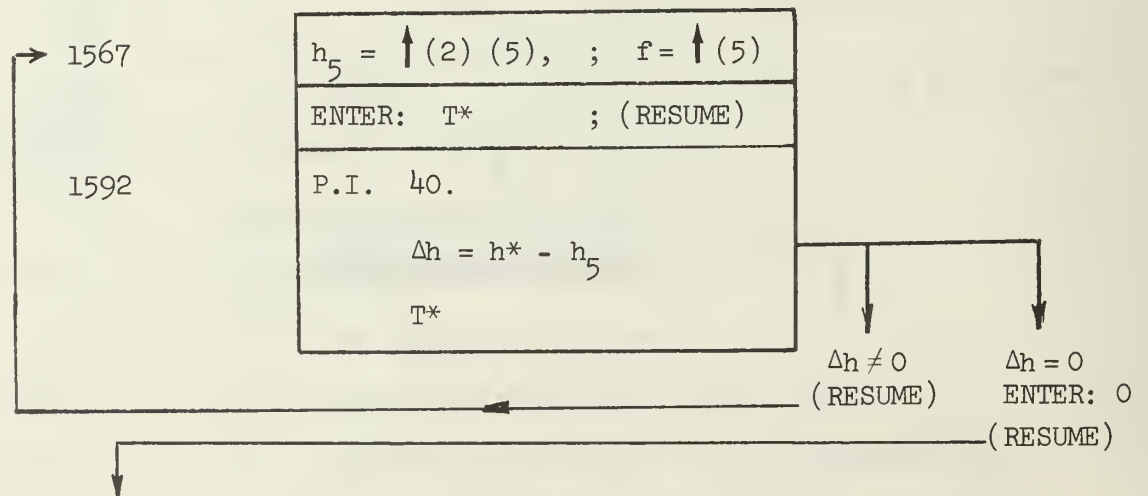 1567
h5 = ↑ (2) (5), ; f = ↑ (5)
ENTER: T* ; (RESUME)
1592
P.I. 40.
Δh = h* - h5
T*
Δh ≠ 0 Δh = 0
(RESUME) ENTER: 0
(RESUME)